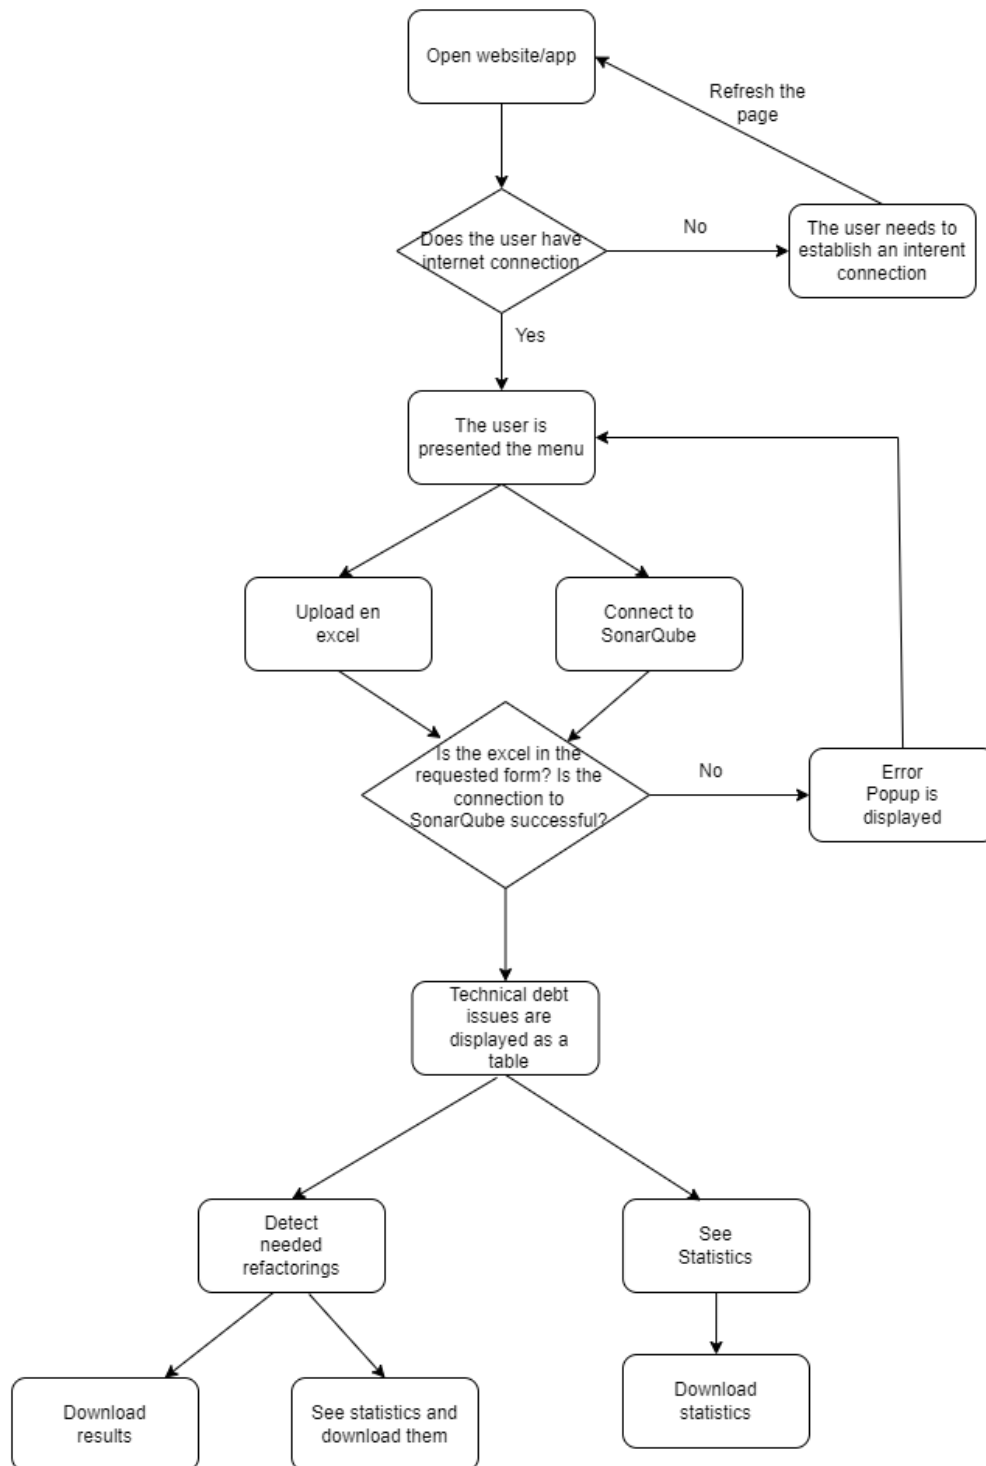 Open website/app
Refresh the
page
Does the user have
internet connection
No
The user needs to
establish an interent
connection
Yes
The user is
presented the menu
Upload en
excel
Connect to
SonarQube
Is the excel in the
requested form? Is the
connection to
SonarQube successful?
No
Error
Popup is
displayed
Technical debt
issues are
displayed as a
table
Detect
needed
refactorings
See
Statistics
Download
results
See statistics and
download them
Download
statistics